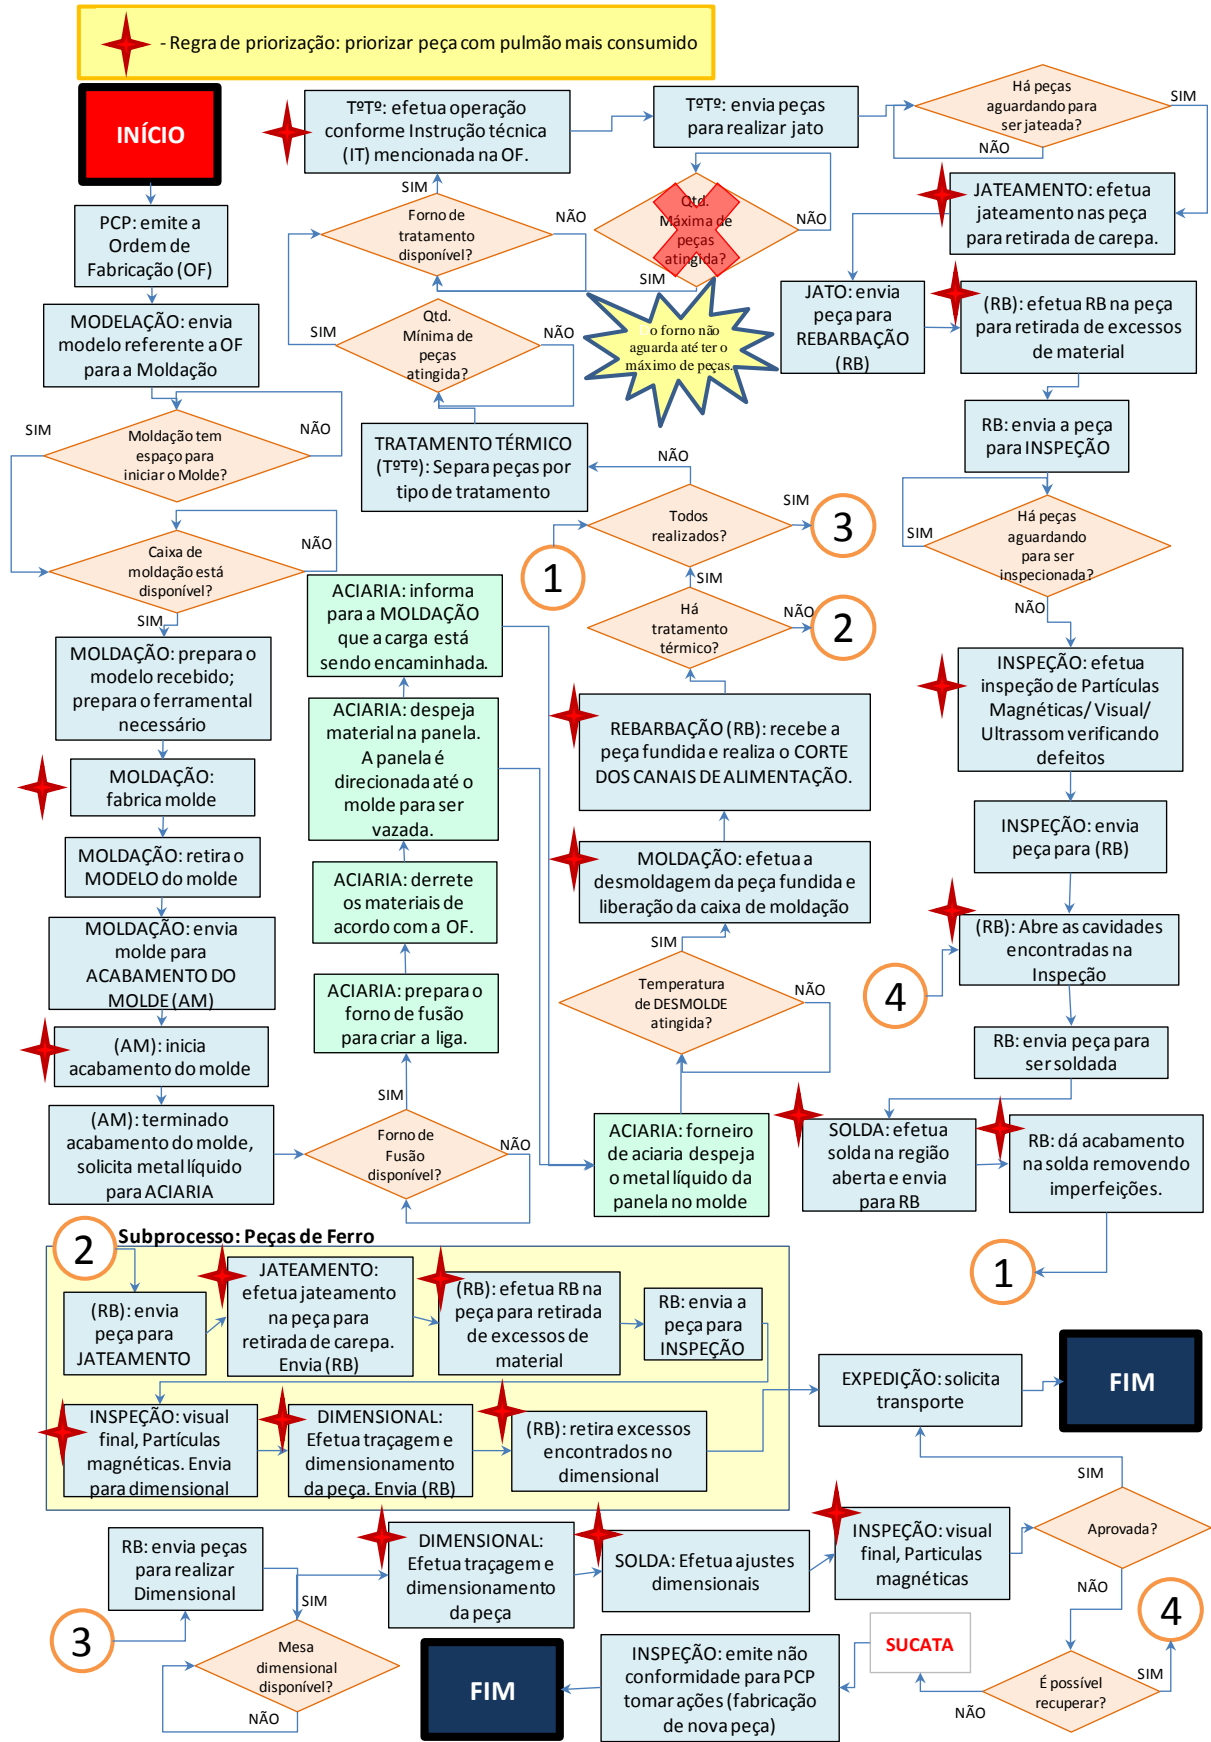 - Regra de priorização: priorizar peça com pulmão mais consumido
INÍCIO
PCP: emite a
Ordem de
Fabricação (OF)
MODELAÇÃO: envia
modelo referente a OF
para a Moldação
SIM
NÃO
Moldação tem
espaço para
iniciar o Molde?
NÃO
Caixa de
moldação está
disponível?
SIM
MOLDAÇÃO: prepara o
modelo recebido;
prepara o ferramental
necessário
MOLDAÇÃO:
fabrica molde
MOLDAÇÃO: retira o
MODELO do molde
MOLDAÇÃO: envia
molde para
ACABAMENTO DO
MOLDE (AM)
(AM): inicia
acabamento do molde
(AM): terminado
acabamento do molde,
solicita metal líquido
para ACIARIA
Forno de
Fusão
disponível?
SIM
NÃO
ACIARIA: prepara o
forno de fusão
para criar a liga.
ACIARIA: derrete
os materiais de
acordo com a OF.
ACIARIA: despeja
material na panela.
A panela é
direcionada até o
molde para ser
vazada.
ACIARIA: informa
para a MOLDAÇÃO
que a carga está
sendo encaminhada.
ACIARIA: forneiro
de aciaria despeja
o metal líquido da
panela no molde
Temperatura
de DESMOLDE
atingida?
NÃO
SIM
MOLDAÇÃO: efetua a
desmoldagem da peça fundida e
liberação da caixa de moldação
REBARBAÇÃO (RB): recebe a
peça fundida e realiza o CORTE
DOS CANAIS DE ALIMENTAÇÃO.
Há
tratamento
térmico?
NÃO
2
SIM
1
Todos
realizados?
SIM
3
NÃO
TRATAMENTO TÉRMICO
(TºTº): Separa peças por
tipo de tratamento
Qtd.
Mínima de
peças
atingida?
SIM
NÃO
Forno de
tratamento
disponível?
SIM
NÃO
Qtd.
Máxima de
peças
atingida?
NÃO
SIM
o forno não
aguarda até ter o
máximo de peças.
TºTº: efetua operação
conforme Instrução técnica
(IT) mencionada na OF.
TºTº: envia peças
para realizar jato
Há peças
aguardando para
ser jateada?
SIM
NÃO
JATEAMENTO: efetua
jateamento nas peça
para retirada de carepa.
JATO: envia
peça para
REBARBAÇÃO
(RB)
(RB): efetua RB na peça
para retirada de excessos
de material
RB: envia a peça
para INSPEÇÃO
Há peças
aguardando
para ser
inspecionada?
SIM
NÃO
INSPEÇÃO: efetua
inspeção de Partículas
Magnéticas/ Visual/
Ultrassom verificando
defeitos
INSPEÇÃO: envia
peça para (RB)
4
(RB): Abre as cavidades
encontradas na
Inspeção
RB: envia peça para
ser soldada
SOLDA: efetua
solda na região
aberta e envia
para RB
RB: dá acabamento
na solda removendo
imperfeições.
1
Subprocesso: Peças de Ferro
2
(RB): envia
peça para
JATEAMENTO
JATEAMENTO:
efetua jateamento
na peça para
retirada de carepa.
Envia (RB)
(RB): efetua RB na
peça para retirada
de excessos de
material
RB: envia a
peça para
INSPEÇÃO
INSPEÇÃO: visual
final, Partículas
magnéticas. Envia
para dimensional
DIMENSIONAL:
Efetua traçagem e
dimensionamento
da peça. Envia (RB)
(RB): retira excessos
encontrados no
dimensional
EXPEDIÇÃO: solicita
transporte
FIM
3
RB: envia peças
para realizar
Dimensional
Mesa
dimensional
disponível?
SIM
NÃO
DIMENSIONAL:
Efetua traçagem e
dimensionamento
da peça
SOLDA: Efetua ajustes
dimensionais
INSPEÇÃO: visual
final, Particulas
magnéticas
Aprovada?
SIM
NÃO
É possível
recuperar?
SIM
4
NÃO
SUCATA
INSPEÇÃO: emite não
conformidade para PCP
tomar ações (fabricação
de nova peça)
FIM